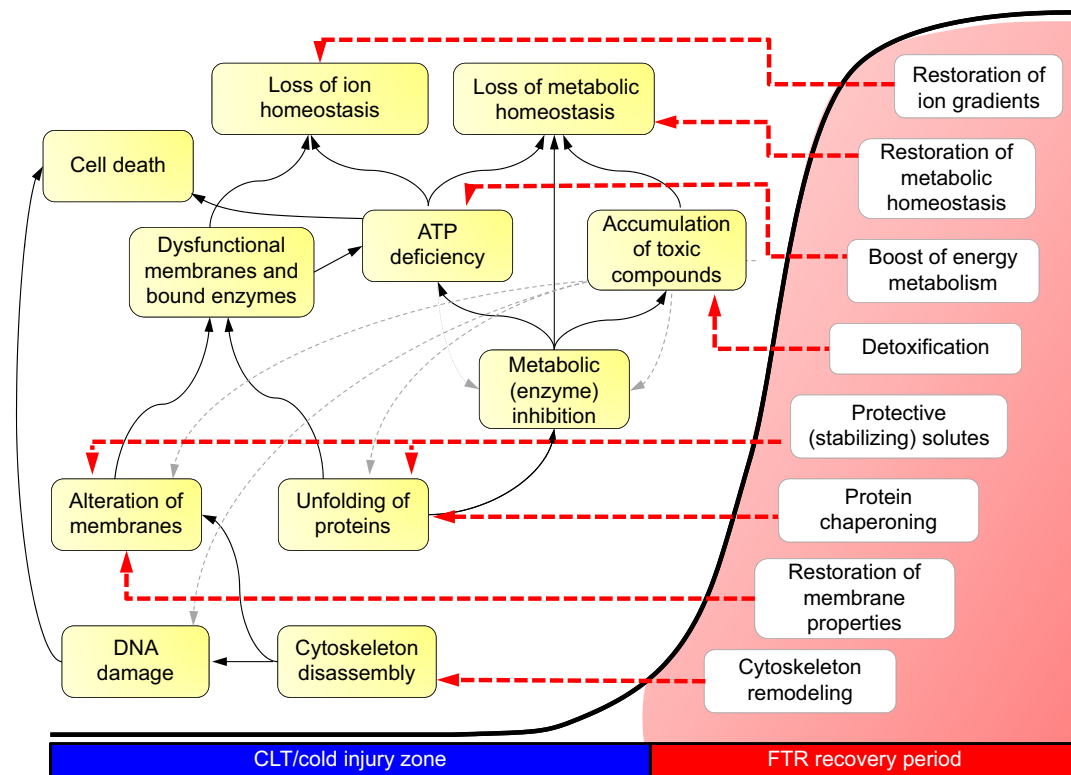 Loss of ion
homeostasis
Loss of metabolic
homeostasis
Restoration of
ion gradients
Cell death
Restoration of
metabolic
homeostasis
Dysfunctional
membranes and
bound enzymes
ATP
deficiency
Accumulation
of toxic
compounds
Boost of energy
metabolism
Detoxification
Metabolic
(enzyme)
inhibition
Protective
(stabilizing) solutes
Alteration of
membranes
Unfolding of
proteins
Protein
chaperoning
Restoration of
membrane
properties
DNA
damage
Cytoskeleton
disassembly
Cytoskeleton
remodeling
CLT/cold injury zone
FTR recovery period